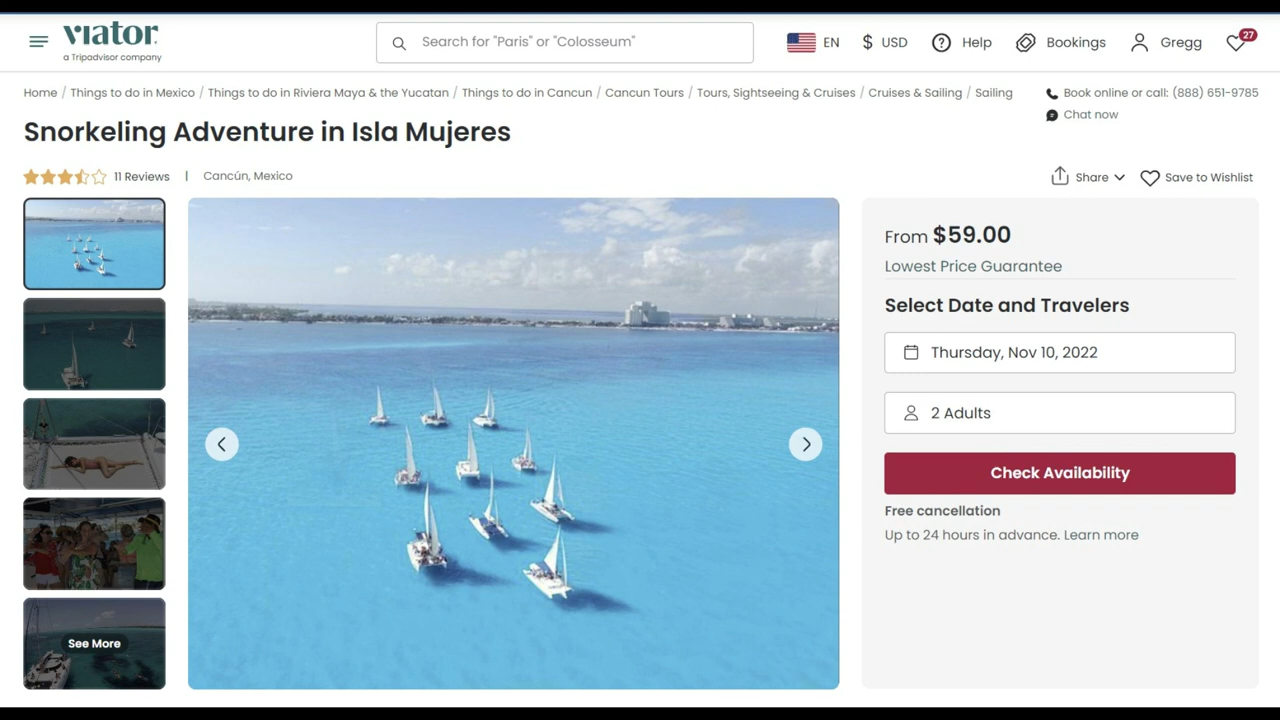 viator.
a Tripadvisor company
Search for "Paris" or "Colosseum"
EN
$ USD
Help
Bookings
Gregg
27
Home / Things to do in Mexico / Things to do in Riviera Maya & the Yucatan / Things to do in Cancun / Cancun Tours / Tours, Sightseeing & Cruises / Cruises & Sailing / Sailing
Book online or call: (888) 651-9785
Chat now
Snorkeling Adventure in Isla Mujeres
11 Reviews | Cancún, Mexico
Share
Save to Wishlist
See More
From $59.00
Lowest Price Guarantee
Select Date and Travelers
Thursday, Nov 10, 2022
2 Adults
Check Availability
Free cancellation
Up to 24 hours in advance. Learn more